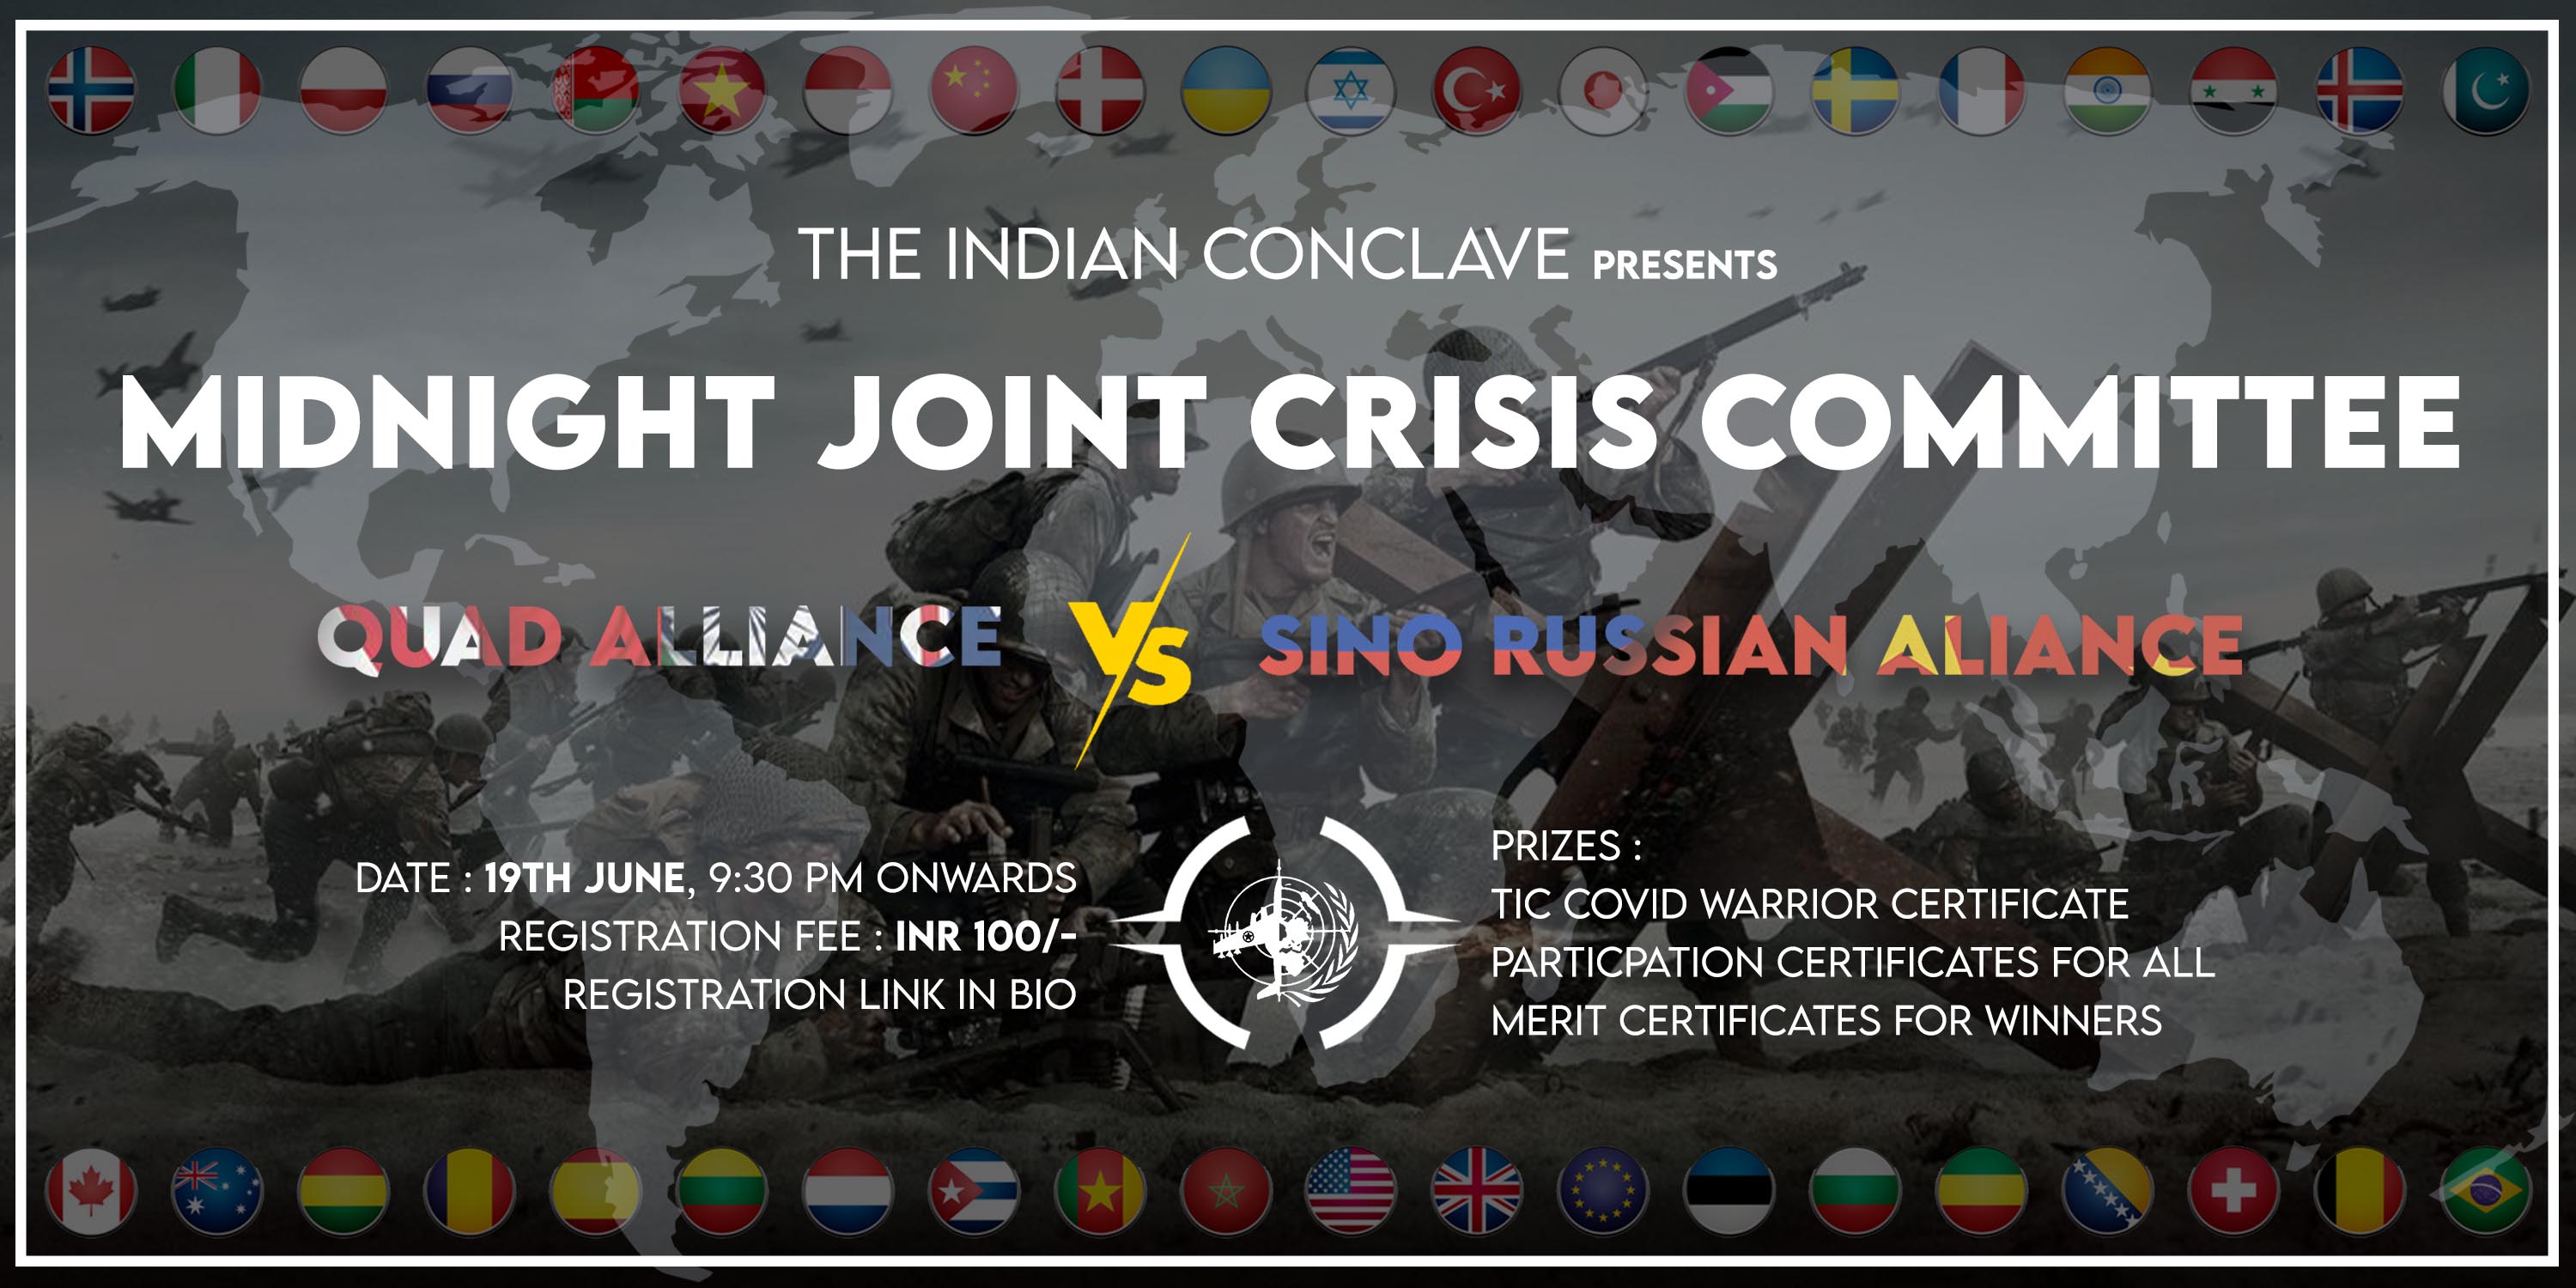 THE INDIAN CONCLAVE PRESENTS
MIDNIGHT JOINT CRISIS COMMITTEE
QUAD ALLIANCE VS SINO RUSSIAN ALIANCE
DATE : 19TH JUNE, 9:30 PM ONWARDS
REGISTRATION FEE : INR 100/-
REGISTRATION LINK IN BIO
PRIZES :
TIC COVID WARRIOR CERTIFICATE
PARTICPATION CERTIFICATES FOR ALL
MERIT CERTIFICATES FOR WINNERS